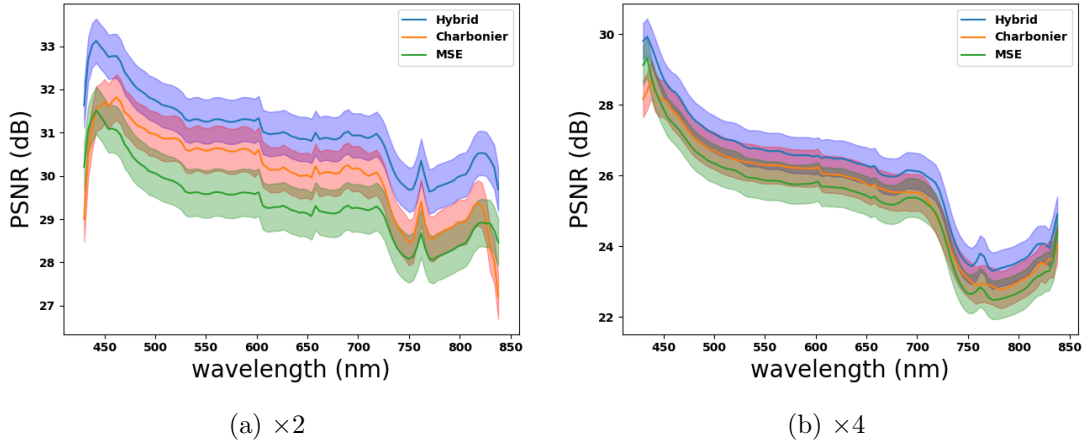 Hybrid
Charbonier
MSE
33
32
31
30
29
28
27
PSNR (dB)
450 500 550 600 650 700 750 800 850
wavelength (nm)
(a) ×2
Hybrid
Charbonier
MSE
30
28
26
24
22
PSNR (dB)
450 500 550 600 650 700 750 800 850
wavelength (nm)
(b) ×4